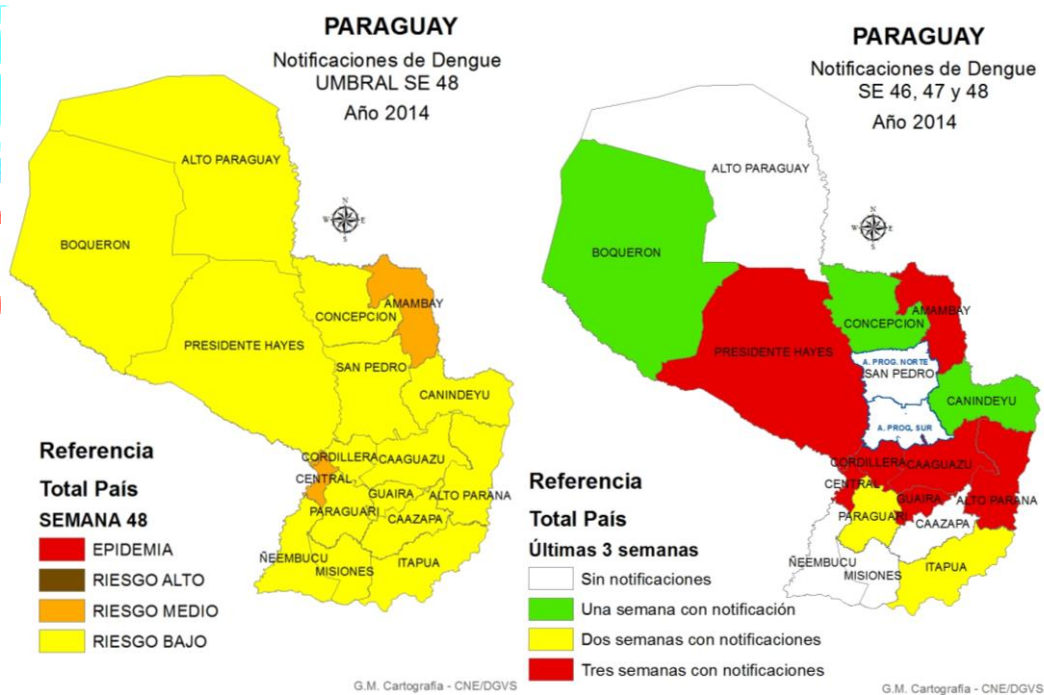 PARAGUAY
Notificaciones de Dengue
UMBRAL SE 48
Año 2014
N
W E
S
ALTO PARAGUAY
BOQUERON
AMAMBAY
CONCEPCION
PRESIDENTE HAYES
SAN PEDRO
CANINDEYU
CORDILLERA
CAAGUAZU
CENTRAL
GUAIRA
ALTO PARANA
PARAGUARI
CAAZAPA
ÑEEMBUCU
MISIONES
ITAPUA
Referencia
Total País
SEMANA 48
EPIDEMIA
RIESGO ALTO
RIESGO MEDIO
RIESGO BAJO
G.M. Cartografía - CNE/DGVS
PARAGUAY
Notificaciones de Dengue
SE 46, 47 y 48
Año 2014
N
W E
S
ALTO PARAGUAY
BOQUERON
AMAMBAY
CONCEPCION
PRESIDENTE HAYES
A. PROG. NORTE
SAN PEDRO
CANINDEYU
A. PROG. SUR
CORDILLERA
CAAGUAZU
CENTRAL
GUAIRA
ALTO PARANA
PARAGUARI
CAAZAPA
ÑEEMBUCU
MISIONES
ITAPUA
Referencia
Total País
Últimas 3 semanas
Sin notificaciones
Una semana con notificación
Dos semanas con notificaciones
Tres semanas con notificaciones
G.M. Cartografía - CNE/DGVS